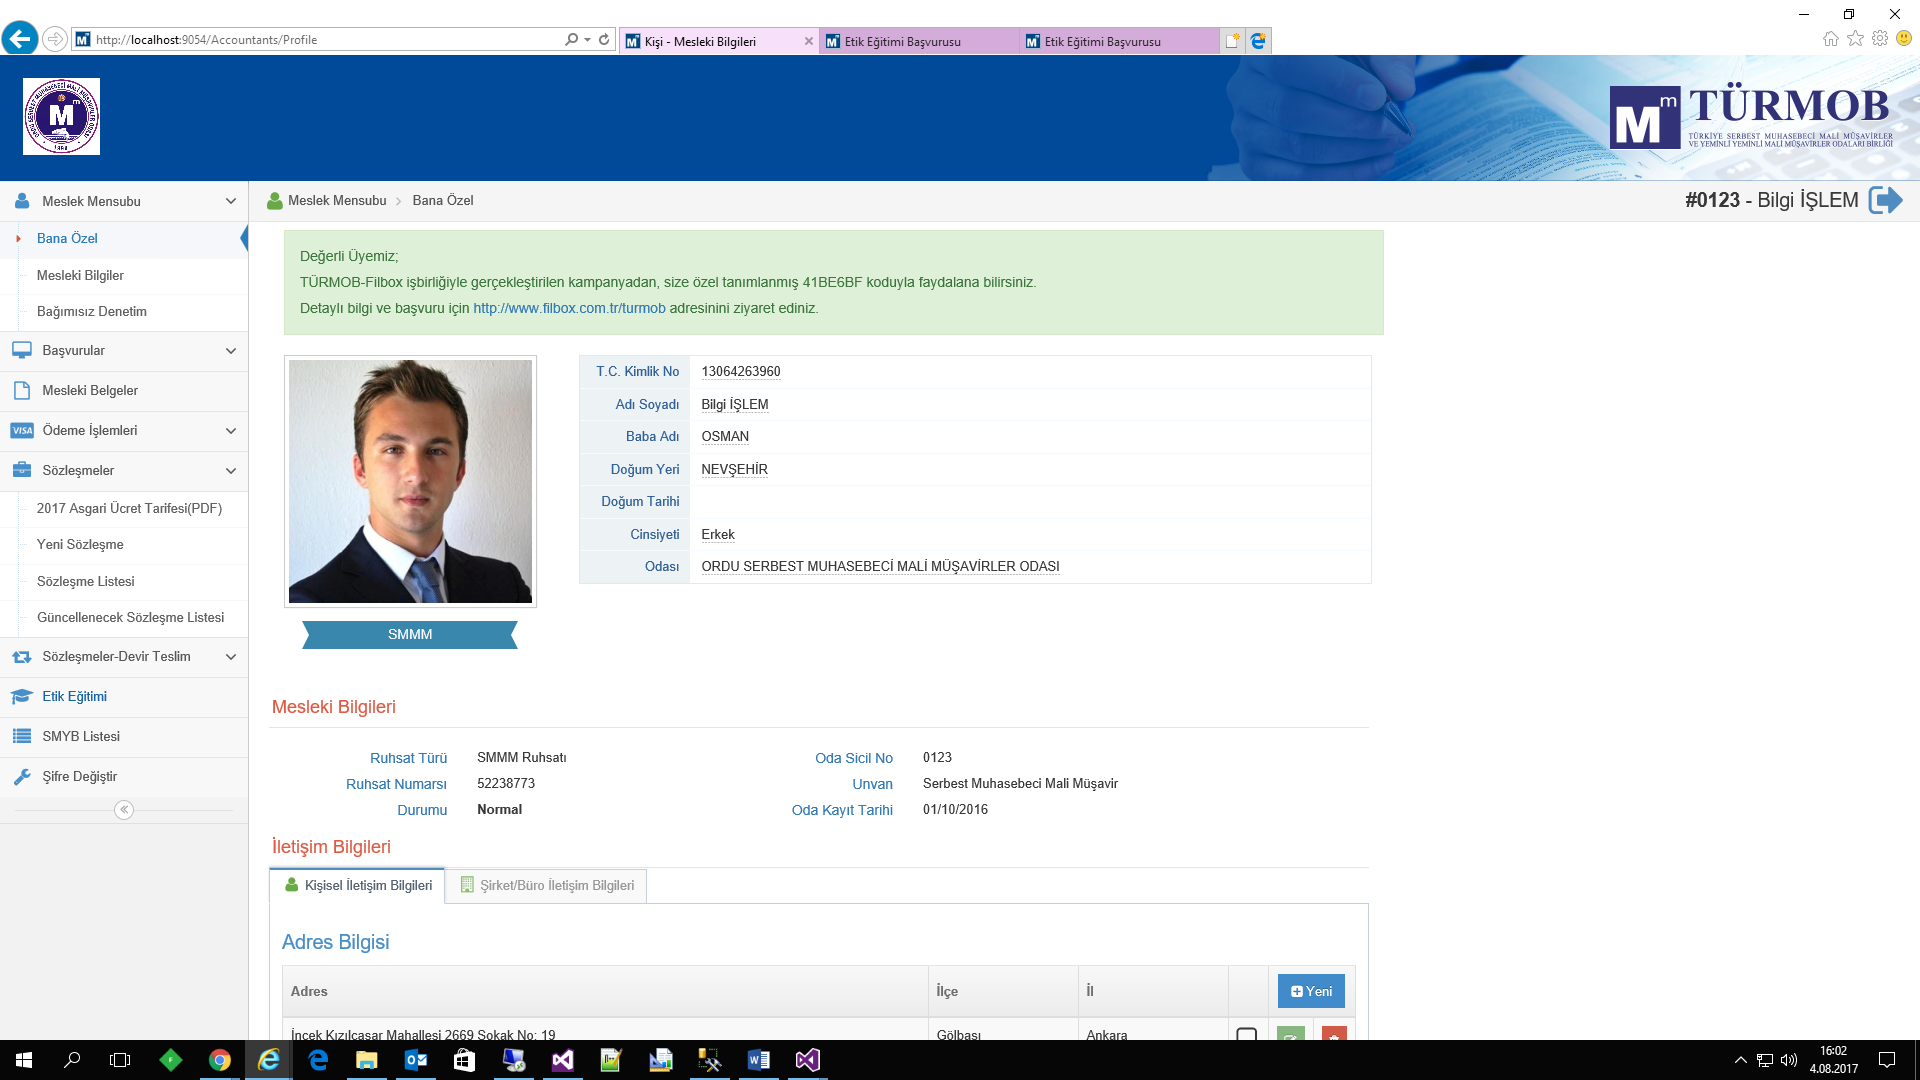 http://localhost:9054/Accountants/Profile
Kişi - Mesleki Bilgileri
Etik Eğitimi Başvurusu
Etik Eğitimi Başvurusu
M
Mm TÜRMOB
TÜRKİYE SERBEST MUHASEBECİ MALİ MÜŞAVİRLER
VE YEMİNLİ YEMİNLİ MALİ MÜŞAVİRLER ODALARI BİRLİĞİ
Meslek Mensubu
Bana Özel
Mesleki Bilgiler
Bağımısız Denetim
Başvurular
Mesleki Belgeler
VISA Ödeme İşlemleri
Sözleşmeler
2017 Asgari Ücret Tarifesi(PDF)
Yeni Sözleşme
Sözleşme Listesi
Güncellenecek Sözleşme Listesi
Sözleşmeler-Devir Teslim
Etik Eğitimi
SMYB Listesi
Şifre Değiştir
Meslek Mensubu > Bana Özel
#0123 - Bilgi İŞLEM
Değerli Üyemiz;
TÜRMOB-Filbox işbirliğiyle gerçekleştirilen kampanyadan, size özel tanımlanmış 41BE6BF koduyla faydalana bilirsiniz.
Detaylı bilgi ve başvuru için http://www.filbox.com.tr/turmob adresinini ziyaret ediniz.
SMMM
T.C. Kimlik No 13064263960
Adı Soyadı Bilgi İŞLEM
Baba Adı OSMAN
Doğum Yeri NEVŞEHİR
Doğum Tarihi
Cinsiyeti Erkek
Odası ORDU SERBEST MUHASEBECİ MALİ MÜŞAVİRLER ODASI
Mesleki Bilgileri
Ruhsat Türü SMMM Ruhsatı Oda Sicil No 0123
Ruhsat Numarsı 52238773 Unvan Serbest Muhasebeci Mali Müşavir
Durumu Normal Oda Kayıt Tarihi 01/10/2016
İletişim Bilgileri
Kişisel İletişim Bilgileri Şirket/Büro İletişim Bilgileri
Adres Bilgisi
Adres İlçe İl Yeni
İncek Kızılcaşar Mahallesi 2669 Sokak No: 19 Gölbaşı Ankara
16:02
4.08.2017